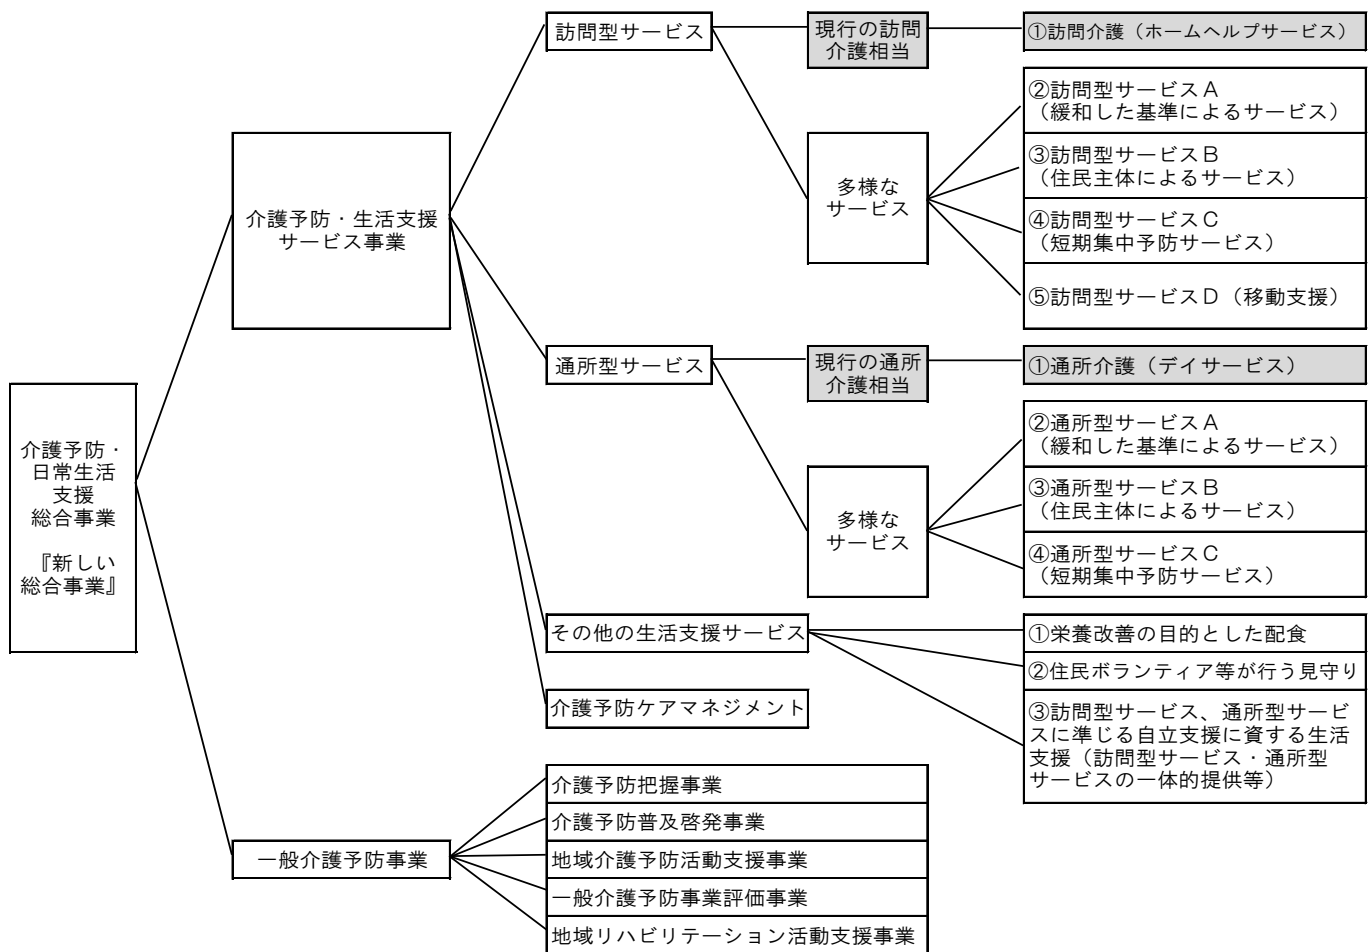 訪問型サービス
現行の訪問
介護相当
①訪問介護（ホームヘルプサービス）
②訪問型サービスＡ
（緩和した基準によるサービス）
③訪問型サービスＢ
（住民主体によるサービス）
④訪問型サービスＣ
（短期集中予防サービス）
⑤訪問型サービスＤ（移動支援）
多様な
サービス
介護予防・生活支援
サービス事業
通所型サービス
現行の通所
介護相当
①通所介護（デイサービス）
②通所型サービスＡ
（緩和した基準によるサービス）
③通所型サービスＢ
（住民主体によるサービス）
④通所型サービスＣ
（短期集中予防サービス）
多様な
サービス
介護予防・
日常生活
支援
総合事業
『新しい
総合事業』
その他の生活支援サービス
①栄養改善の目的とした配食
②住民ボランティア等が行う見守り
③訪問型サービス、通所型サービ
スに準じる自立支援に資する生活
支援（訪問型サービス・通所型
サービスの一体的提供等）
介護予防ケアマネジメント
一般介護予防事業
介護予防把握事業
介護予防普及啓発事業
地域介護予防活動支援事業
一般介護予防事業評価事業
地域リハビリテーション活動支援事業